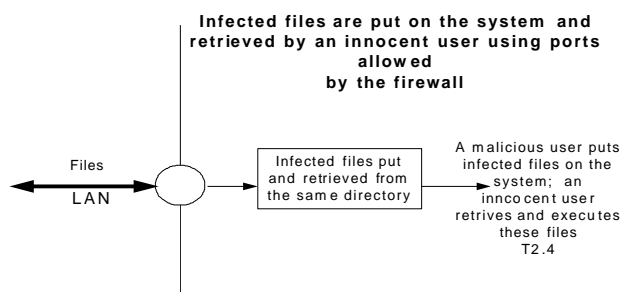 Infected files are put on the system and
retrieved by an innocent user using ports
allowed
by the firewall
Files
LAN
Infected files put
and retrieved from
the same directory
A malicious user puts
infected files on the
system; an
inncocent user
retrives and executes
these files
T2.4